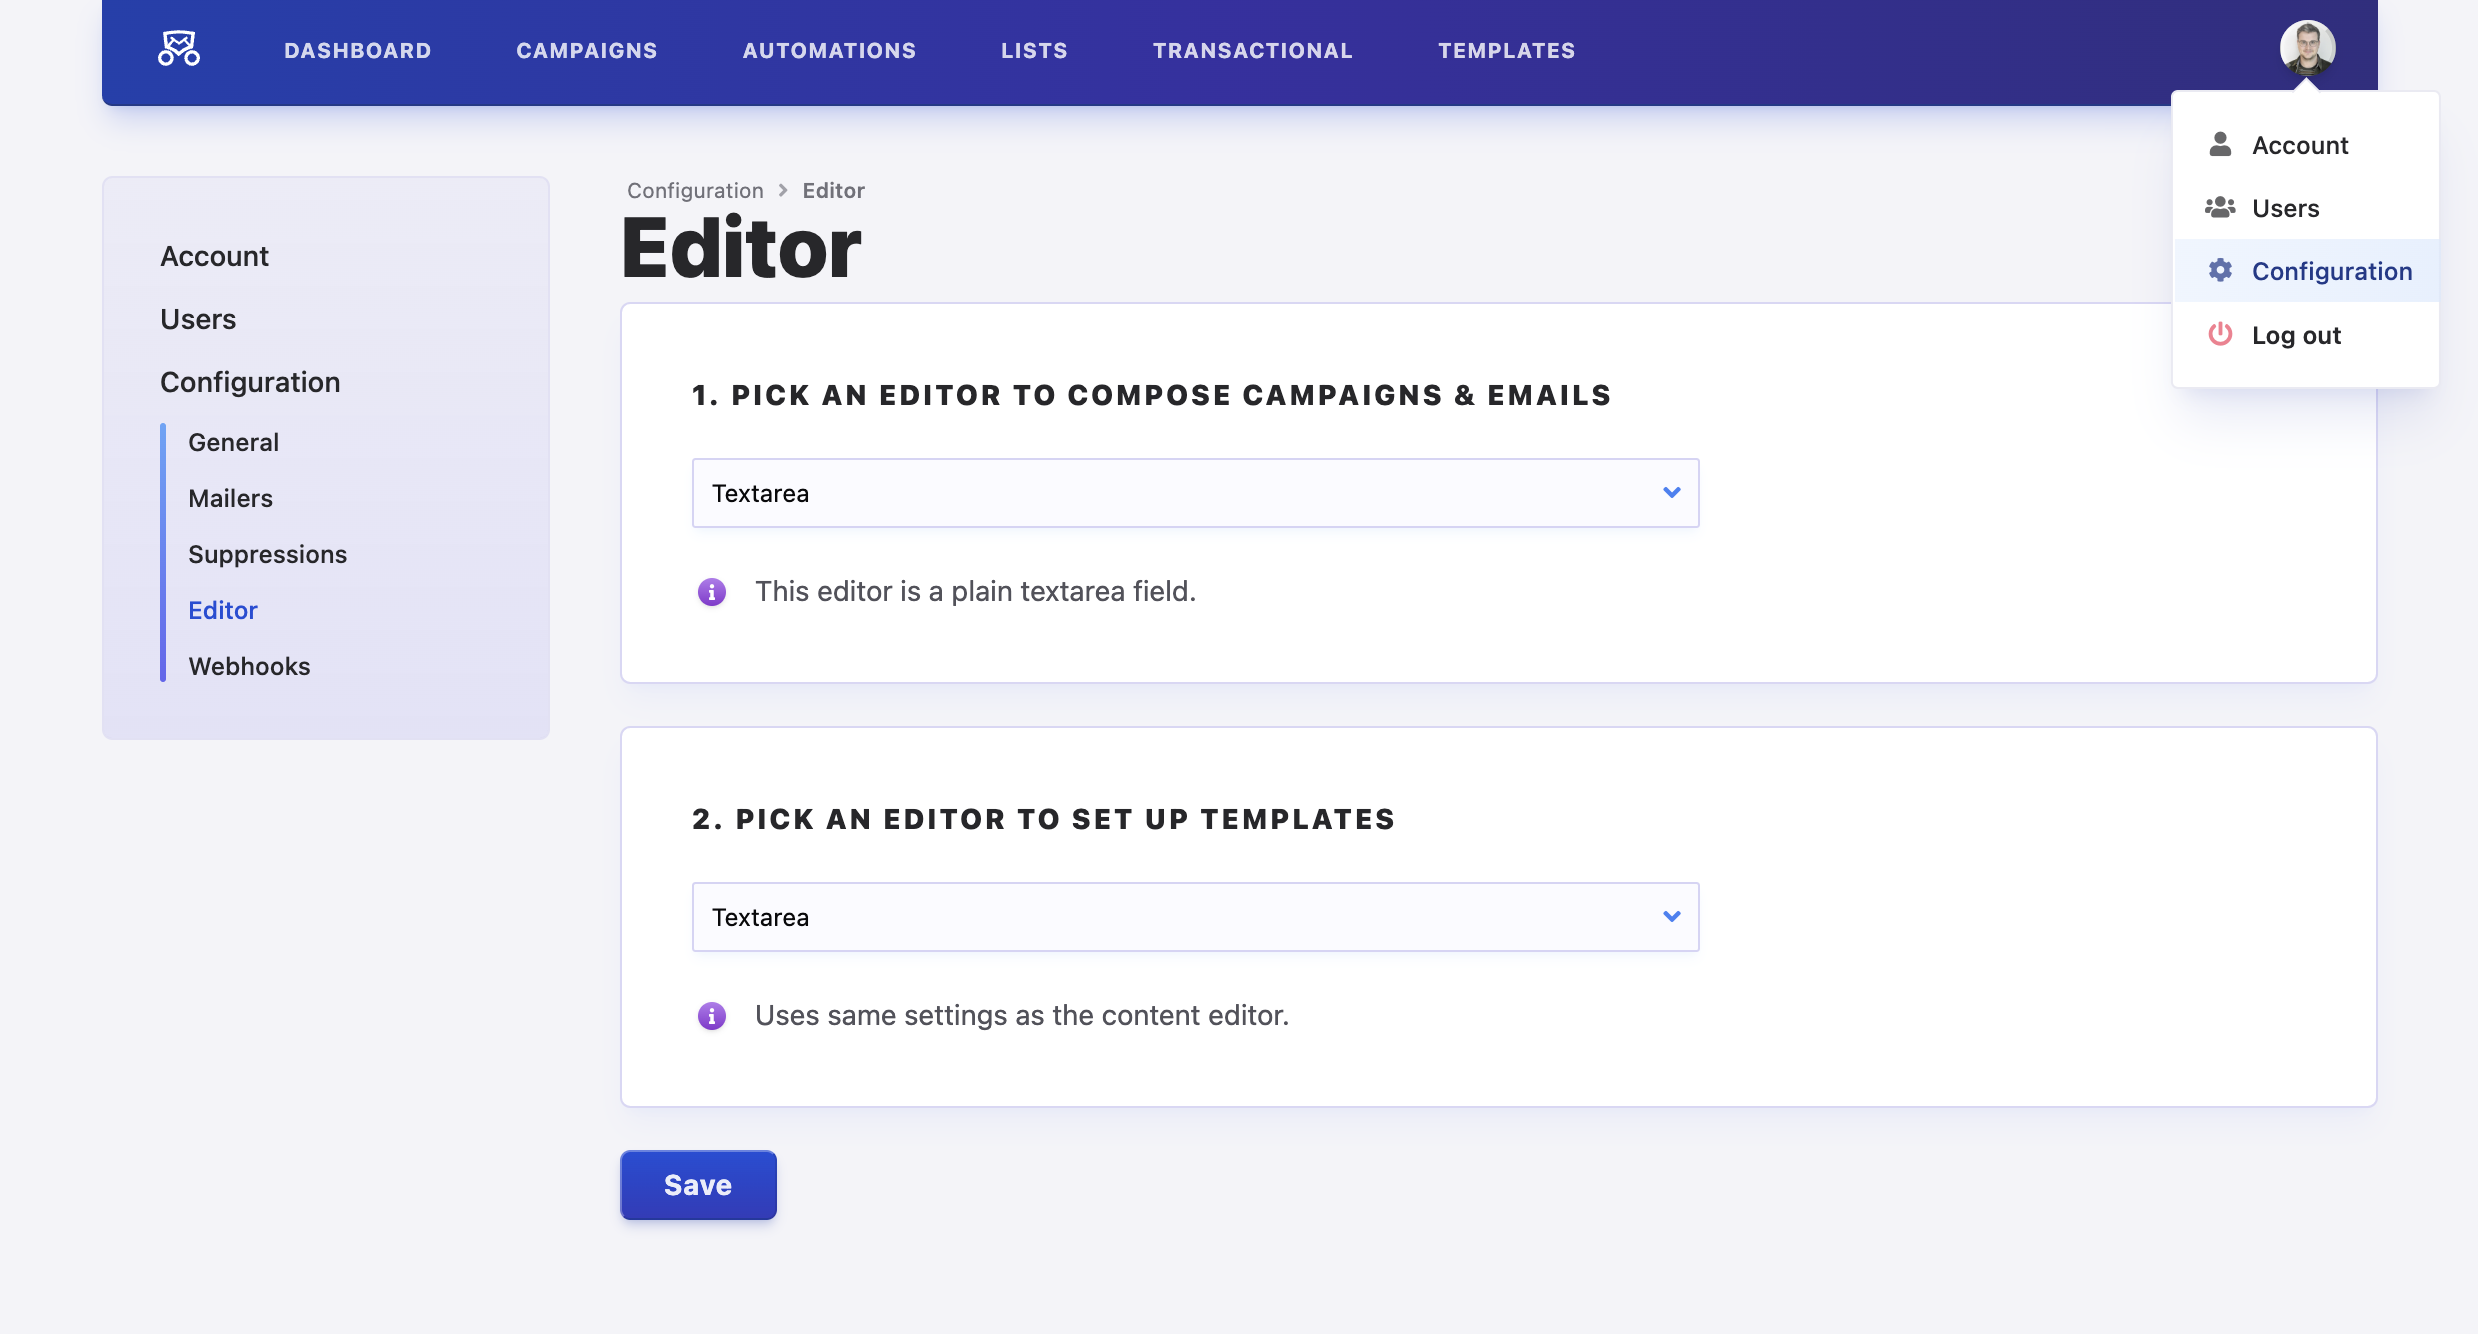 DASHBOARD CAMPAIGNS AUTOMATIONS LISTS TRANSACTIONAL TEMPLATES
Account
Users
Configuration
Log out
Account
Users
Configuration
General
Mailers
Suppressions
Editor
Webhooks
Configuration > Editor
Editor
1. PICK AN EDITOR TO COMPOSE CAMPAIGNS & EMAILS
Textarea
This editor is a plain textarea field.
2. PICK AN EDITOR TO SET UP TEMPLATES
Textarea
Uses same settings as the content editor.
Save